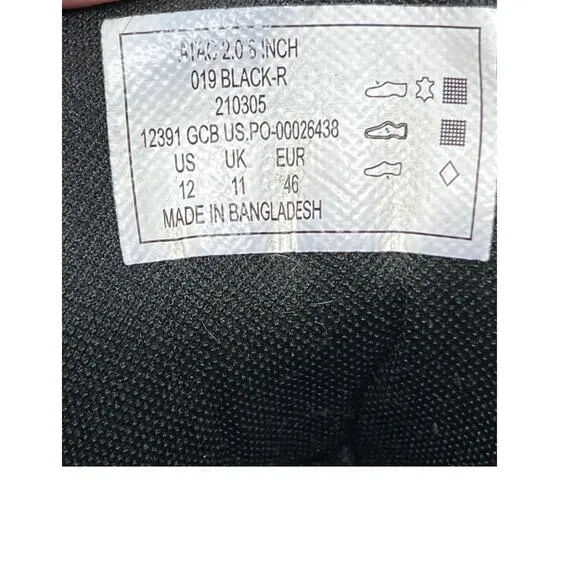 ATAC 2.0 8 INCH
019 BLACK-R
210305
12391 GCB US.PO-00026438
US UK EUR
12 11 46
MADE IN BANGLADESH